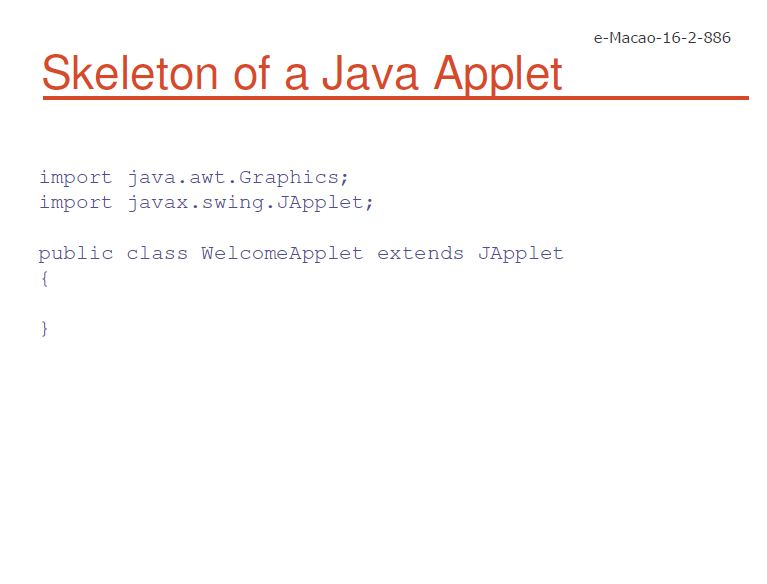 e-Macao-16-2-886
Skeleton of a Java Applet
import java.awt.Graphics;
import javax.swing.JApplet;
public class WelcomeApplet extends JApplet
{
}